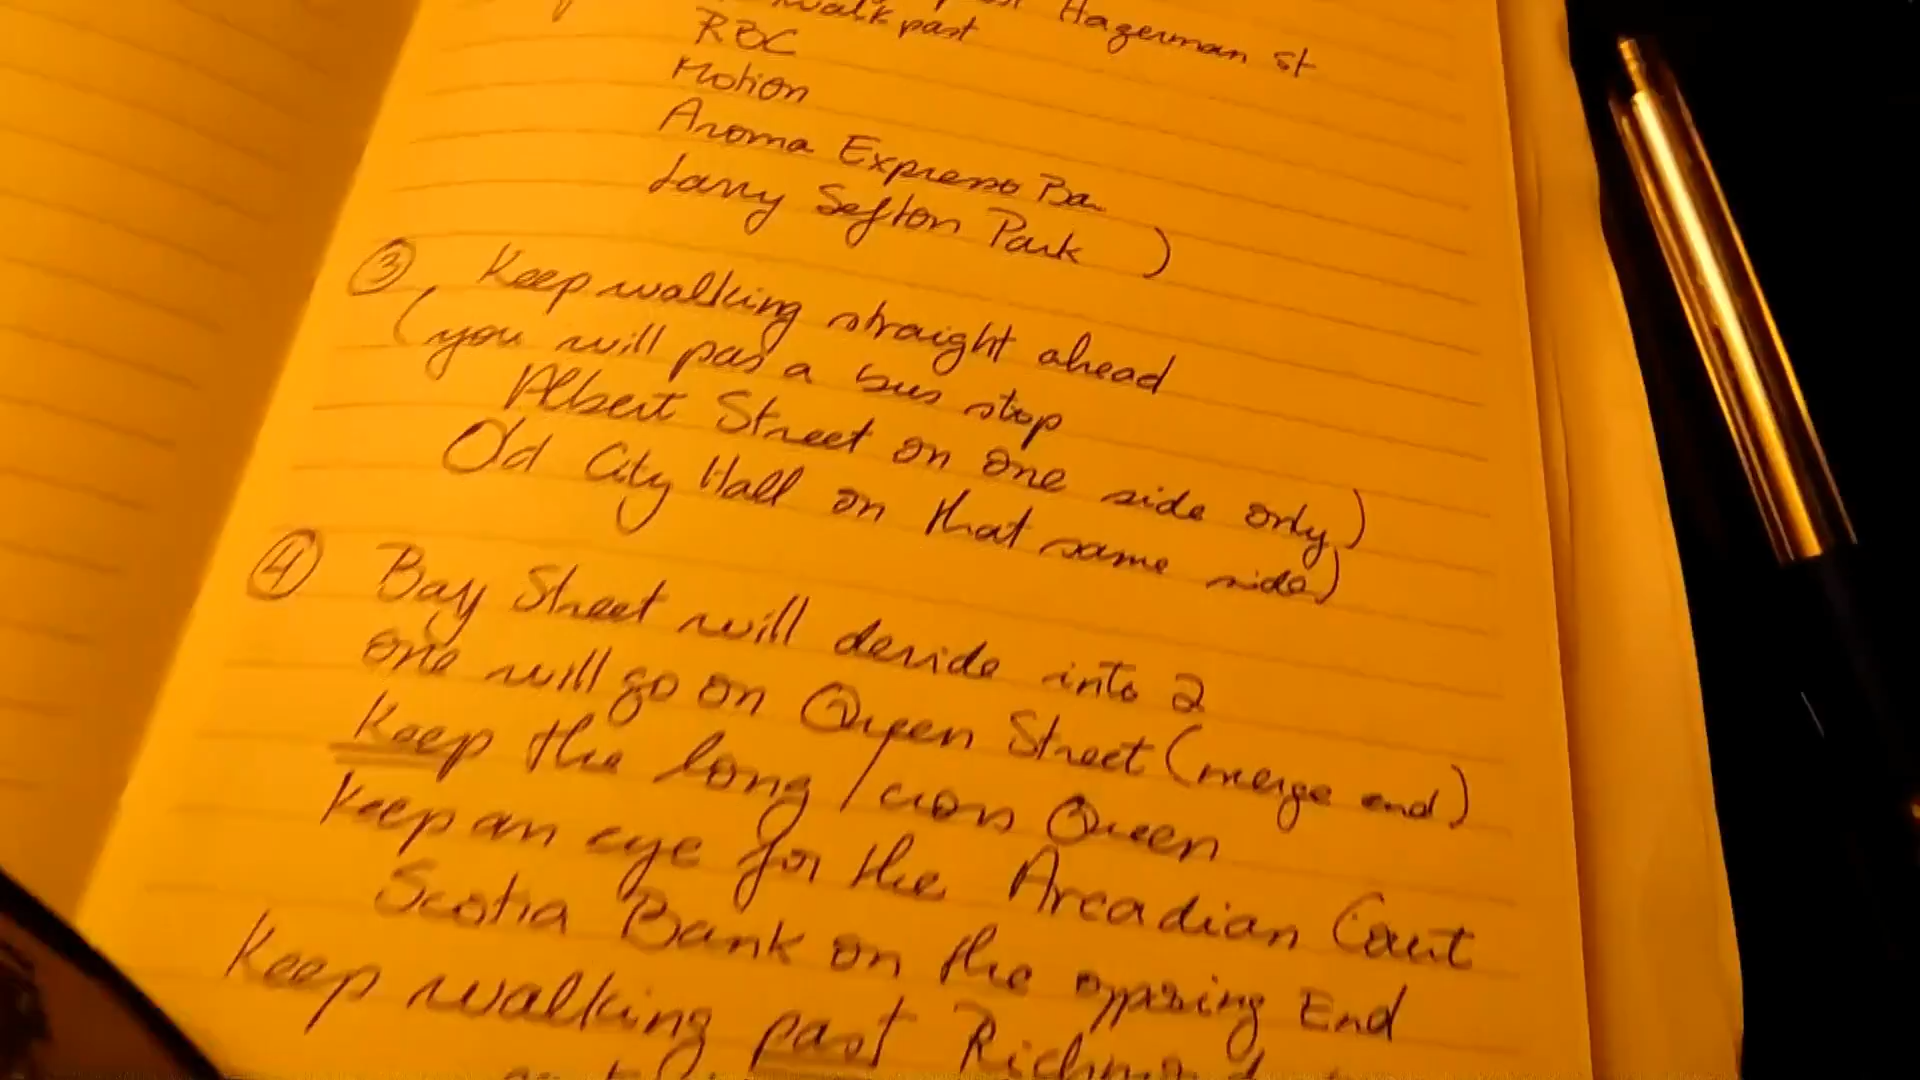 Hagerman st
walk past
RBC
Motion
Aroma Expresso Ba
Larry Sefton Park )
③ Keep walking straight ahead
(you will pass a bus stop
Albert Street on one side only)
Old City Hall on that same side)
④ Bay Street will devide into 2
one will go on Queen Street (merge end)
Keep the long / cross Queen
Keep an eye for the Arcadian Court
Scotia Bank on the opposing End
Keep walking past